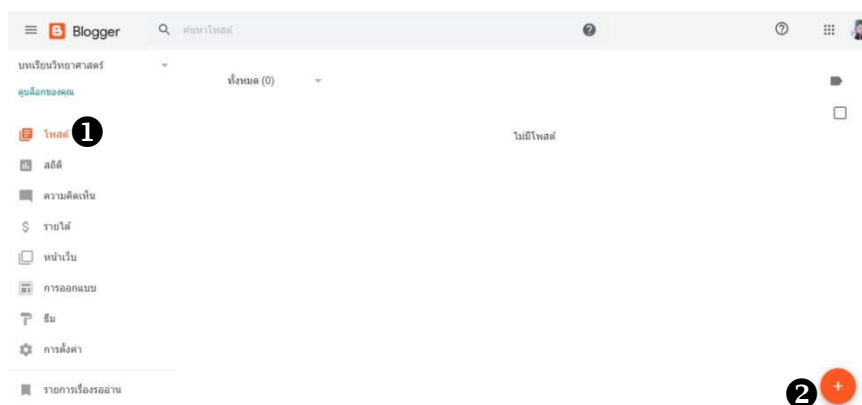 Blogger
ค้นหาโพสต์
บทเรียนวิทยาศาสตร์
ทั้งหมด (0)
ดูบล็อกของคุณ
โพสต์ 1
ไม่มีโพสต์
สถิติ
ความคิดเห็น
รายได้
หน้าเว็บ
การออกแบบ
ธีม
การตั้งค่า
รายการเรื่องรออ่าน
2